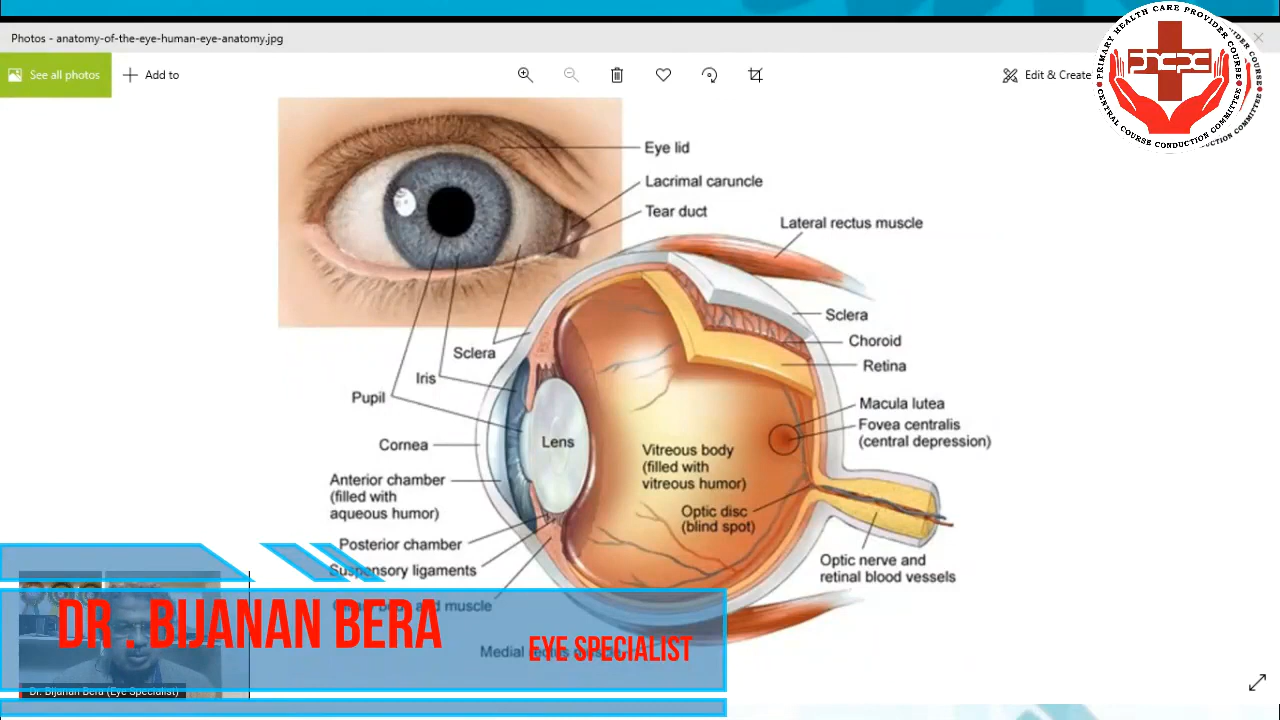 Photos - anatomy-of-the-eye-human-eye-anatomy.jpg
See all photos
Add to
Edit & Create
PRIMARY HEALTH CARE PROVIDER COURSE
CENTRAL COURSE CONDUCTION COMMITTEE
Eye lid
Lacrimal caruncle
Tear duct
Lateral rectus muscle
Sclera
Choroid
Retina
Sclera
Iris
Pupil
Macula lutea
Fovea centralis
(central depression)
Cornea
Lens
Vitreous body
(filled with
vitreous humor)
Anterior chamber
(filled with
aqueous humor)
Optic disc
(blind spot)
Posterior chamber
Suspensory ligaments
Optic nerve and
retinal blood vessels
and muscle
DR . BIJANAN BERA
EYE SPECIALIST
Medial rectus
Dr. Bijanan Bera (Eye Specialist)